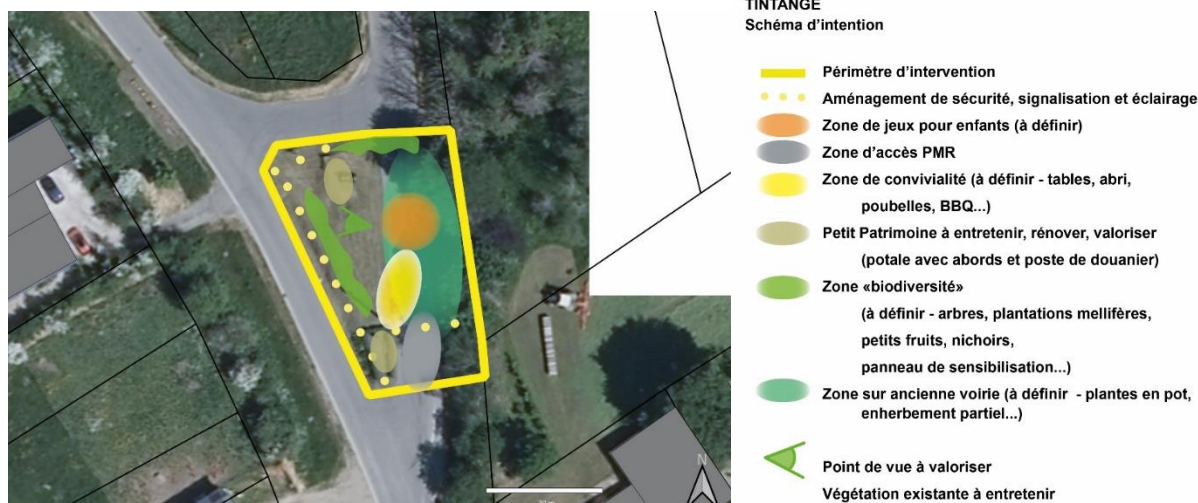 TINTANGE
Schéma d'intention
Périmètre d'intervention
Aménagement de sécurité, signalisation et éclairage
Zone de jeux pour enfants (à définir)
Zone d'accès PMR
Zone de convivialité (à définir - tables, abri,
poubelles, BBQ...)
Petit Patrimoine à entretenir, rénover, valoriser
(potale avec abords et poste de douanier)
Zone «biodiversité»
(à définir - arbres, plantations mellifères,
petits fruits, nichoirs,
panneau de sensibilisation...)
Zone sur ancienne voirie (à définir - plantes en pot,
enherbement partiel...)
Point de vue à valoriser
Végétation existante à entretenir
N